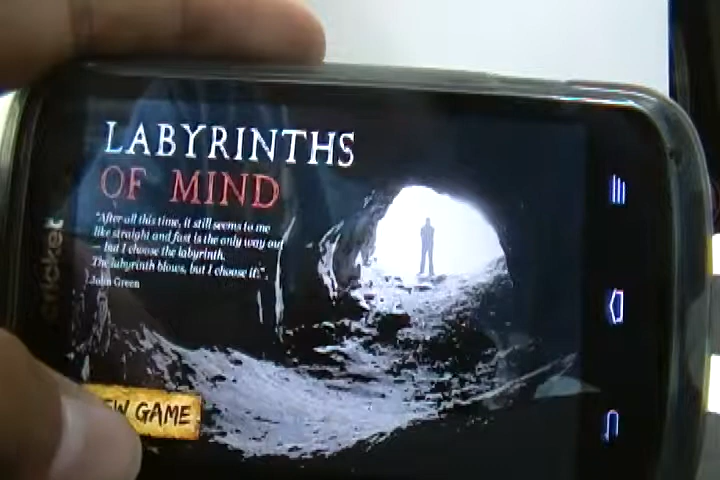 LABYRINTHS
OF MIND
"After all this time, it still seems to me
like straight and fast is the only way out
— but I choose the labyrinth.
The labyrinth blows, but I choose it".
John Green
GAME
cricket